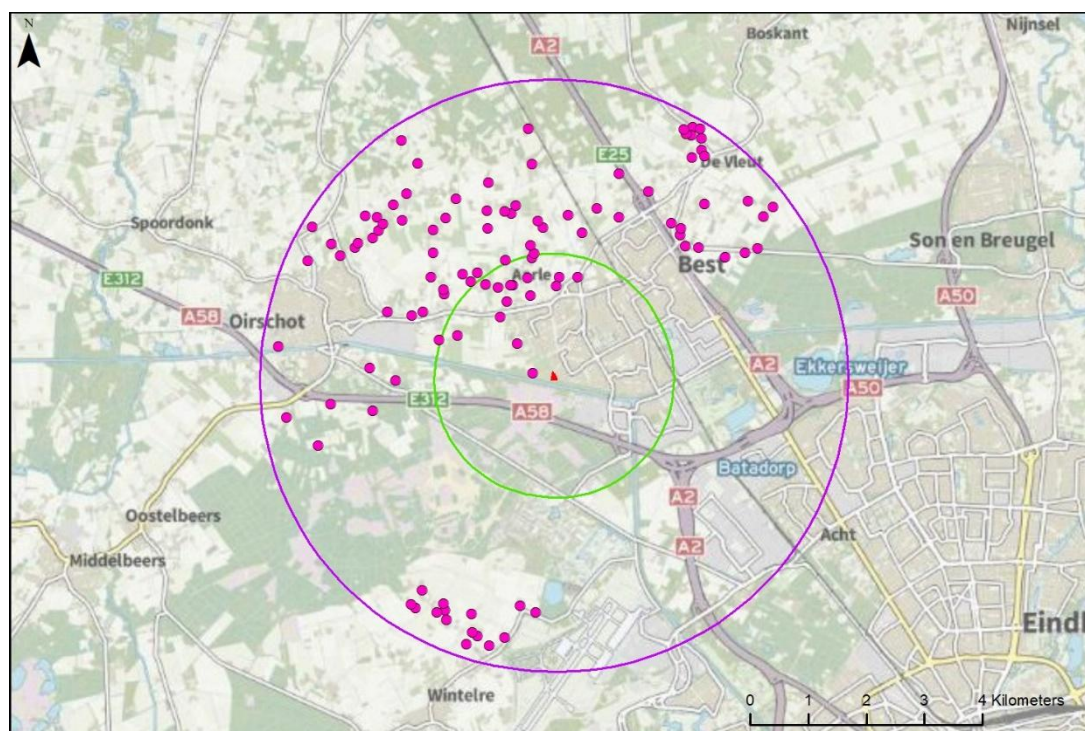 N
A2
Boskant
Nijnsel
E25
De Vleut
Spoordonk
Son en Breugel
Best
E312
Aarle
A50
A58
Oirschot
A2
Ekkersweijer
A50
E312
A58
Batadorp
A2
Oostelbeers
Acht
A2
Middelbeers
Eindh
Wintelre
0 1 2 3 4 Kilometers